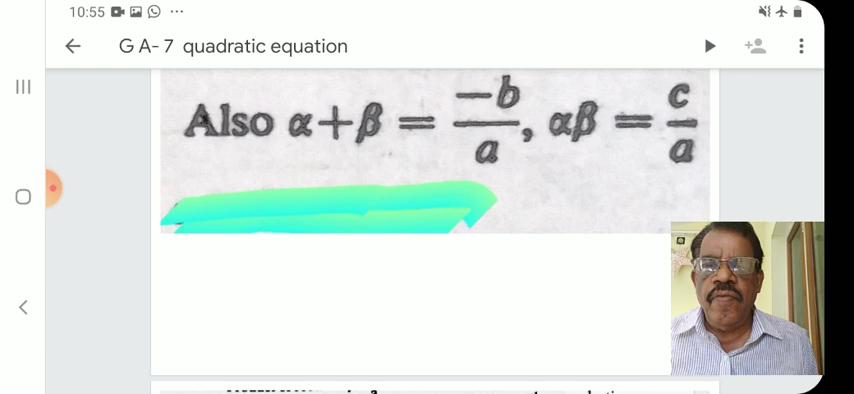 10:55
G A- 7 quadratic equation
Also α+β = −b/a, αβ = c/a